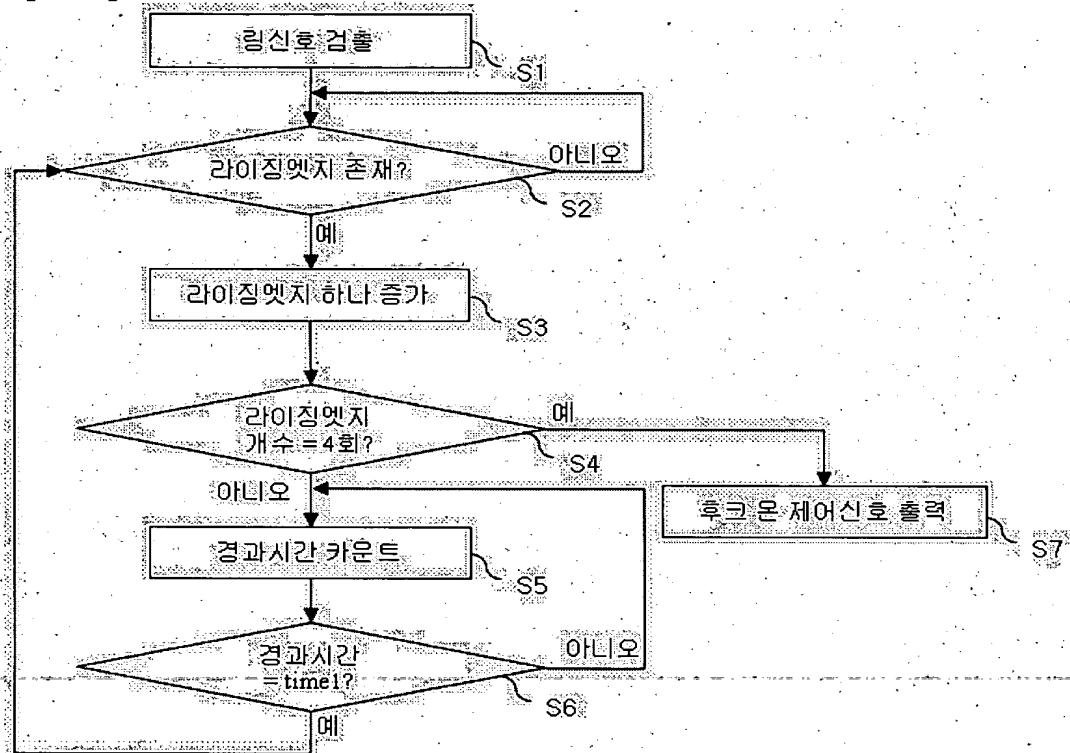 링신호 검출
S1
라이징엣지 존재?
아니오
S2
예
라이징엣지 하나 증가
S3
라이징엣지
개수 = 4회?
예
S4
아니오
후크 온 제어신호 출력
S7
경과시간 카운트
S5
경과시간
= time1?
아니오
S6
예